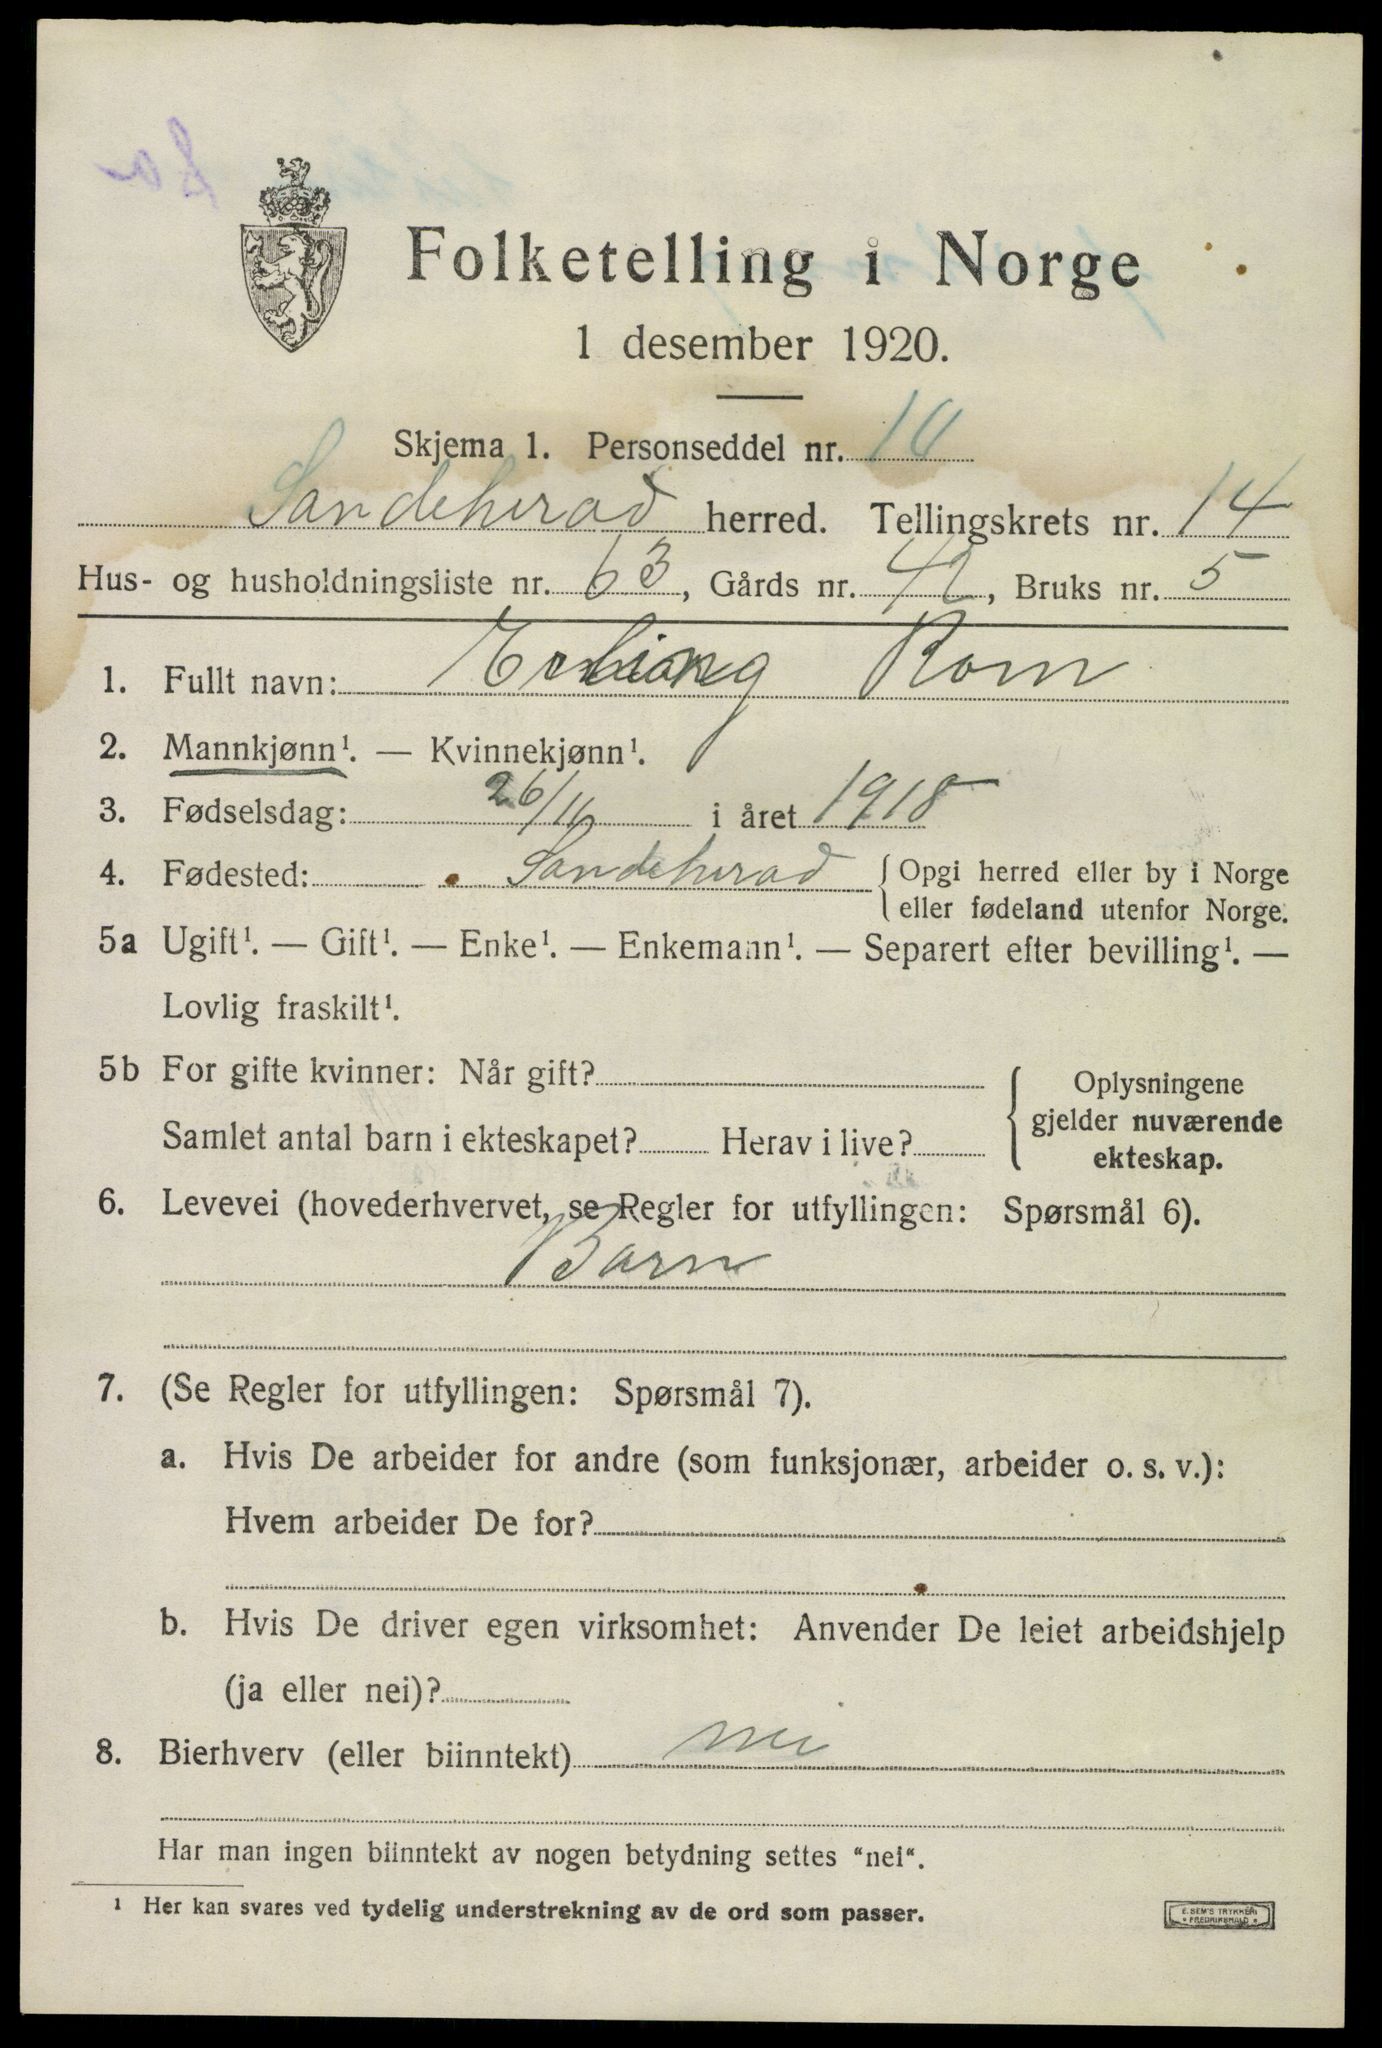 Folketelling i Norge
1 desember 1920.
Skjema 1. Personseddel nr. 10
Sandeherad herred. Tellingskrets nr. 14
Hus- og husholdningsliste nr. 63, Gårds nr. 42, Bruks nr. 5
1. Fullt navn: Erling Rom
2. Mannkjønn¹. — Kvinnekjønn¹.
3. Fødselsdag: 26/11 i året 1918
4. Fødested: Sandeherad { Opgi herred eller by i Norge
eller fødeland utenfor Norge.
5a Ugift¹. — Gift¹. — Enke¹. — Enkemann¹. — Separert efter bevilling¹. —
Lovlig fraskilt¹.
5b For gifte kvinner: Når gift?
Samlet antal barn i ekteskapet? Herav i live?
Oplysningene
gjelder nuværende
ekteskap.
6. Levevei (hovederhvervet, se Regler for utfyllingen: Spørsmål 6).
Barn
7. (Se Regler for utfyllingen: Spørsmål 7).
a. Hvis De arbeider for andre (som funksjonær, arbeider o. s. v.):
Hvem arbeider De for?
b. Hvis De driver egen virksomhet: Anvender De leiet arbeidshjelp
(ja eller nei)?
8. Bierhverv (eller biinntekt) nei
Har man ingen biinntekt av nogen betydning settes "nei".
¹ Her kan svares ved tydelig understrekning av de ord som passer.
E. SEM'S TRYKKERI
FREDRIKSHALD